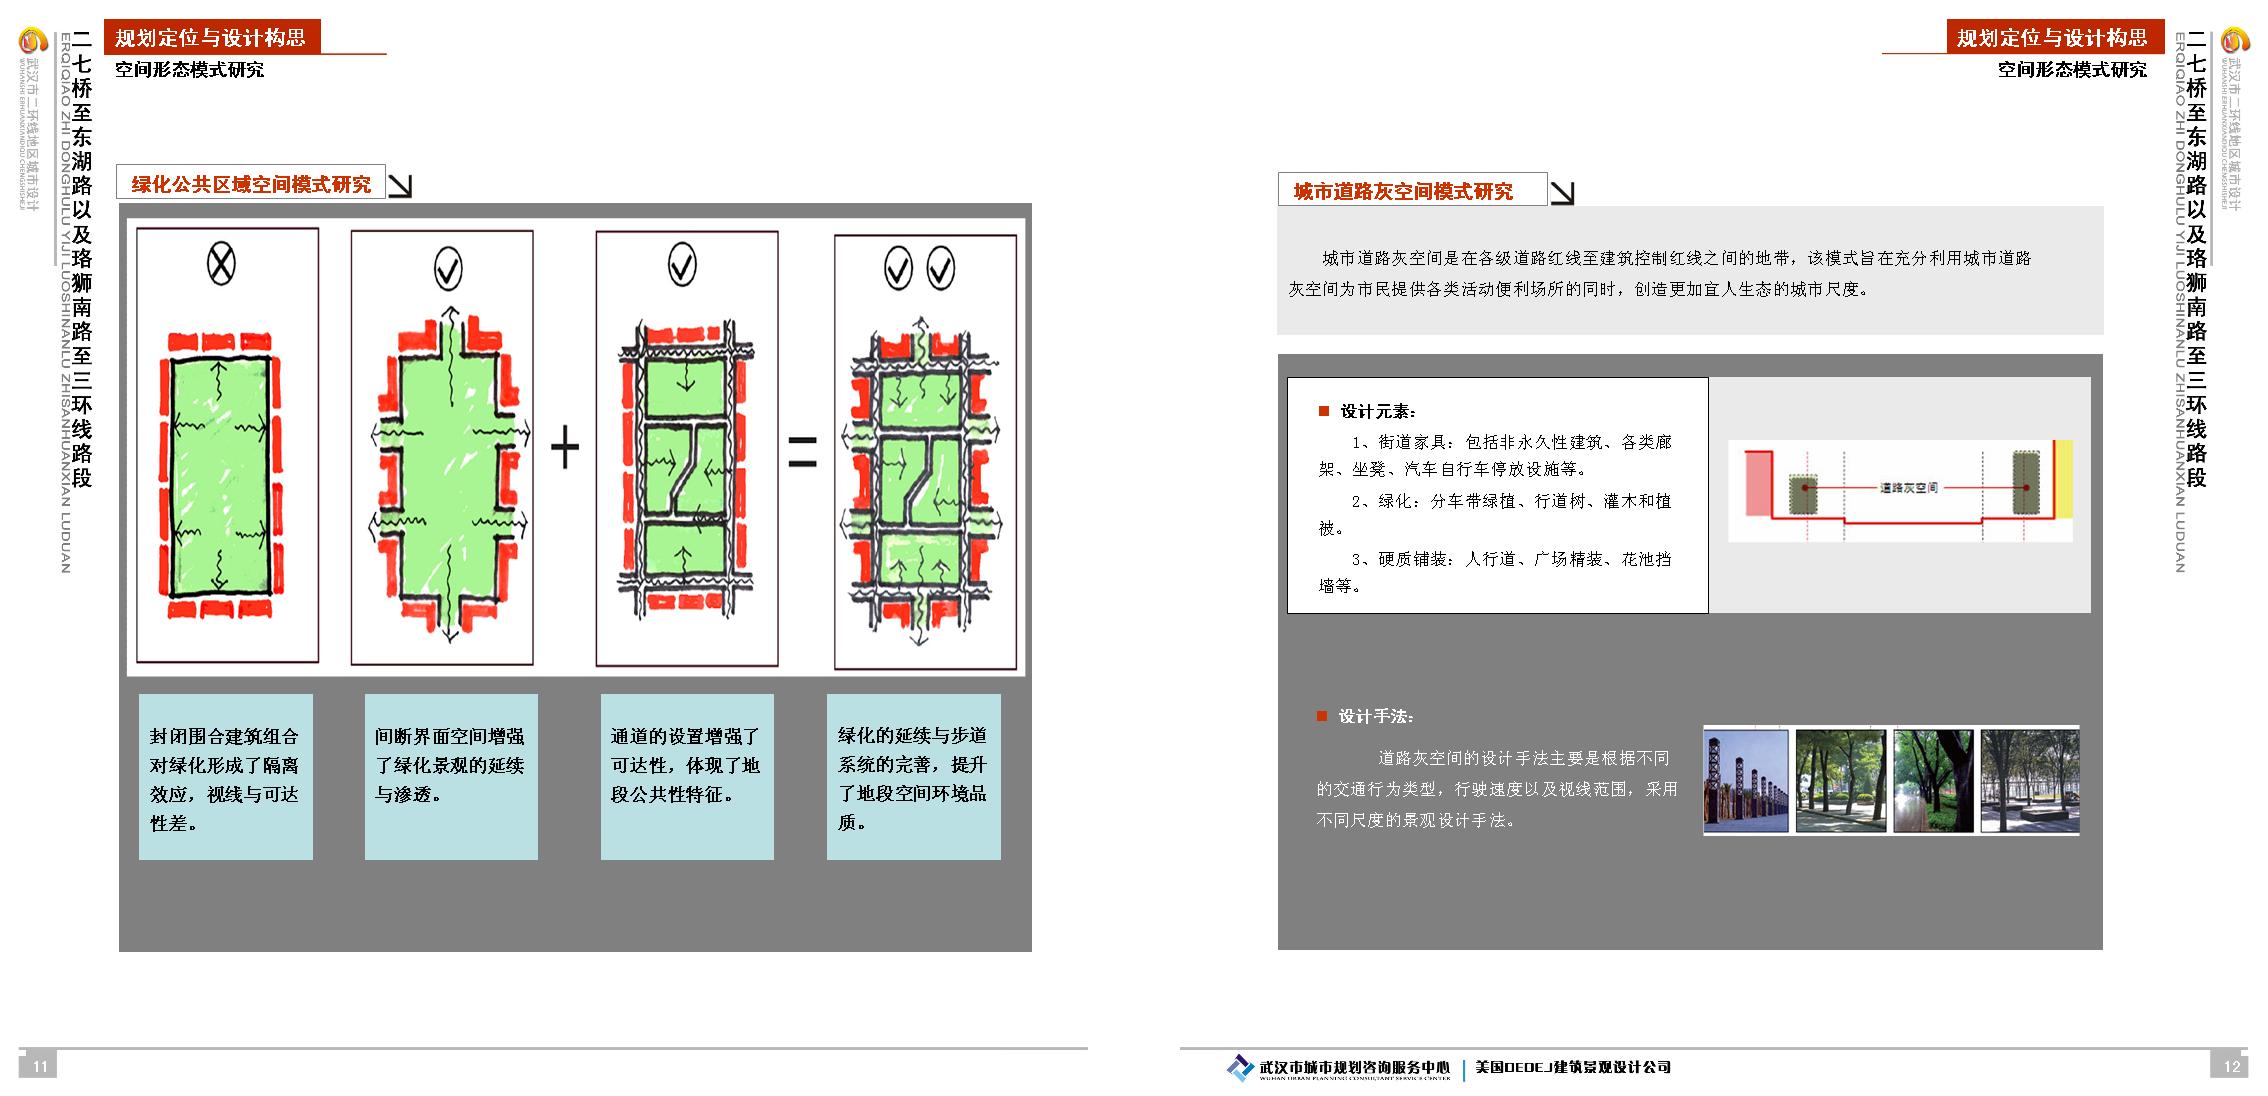 规划定位与设计构思
空间形态模式研究
武汉市二环线地区城市设计
WUHANSHI ERHUANXIANDIQU CHENGSHISHEJI
二七桥至东湖路以及珞狮南路至三环线路段
ERQIQIAO ZHI DONGHULU YIJI LUOSHINANLU ZHISANHUANXIAN LUDUAN
绿化公共区域空间模式研究
+
=
封闭围合建筑组合
对绿化形成了隔离
效应，视线与可达
性差。
间断界面空间增强
了绿化景观的延续
与渗透。
通道的设置增强了
可达性，体现了地
段公共性特征。
绿化的延续与步道
系统的完善，提升
了地段空间环境品
质。
11
规划定位与设计构思
空间形态模式研究
武汉市二环线地区城市设计
WUHANSHI ERHUANXIANDIQU CHENGSHISHEJI
二七桥至东湖路以及珞狮南路至三环线路段
ERQIQIAO ZHI DONGHULU YIJI LUOSHINANLU ZHISANHUANXIAN LUDUAN
城市道路灰空间模式研究
城市道路灰空间是在各级道路红线至建筑控制红线之间的地带，该模式旨在充分利用城市道路
灰空间为市民提供各类活动便利场所的同时，创造更加宜人生态的城市尺度。
设计元素：
1、街道家具：包括非永久性建筑、各类廊
架、坐凳、汽车自行车停放设施等。
2、绿化：分车带绿植、行道树、灌木和植
被。
3、硬质铺装：人行道、广场精装、花池挡
墙等。
道路灰空间
设计手法：
道路灰空间的设计手法主要是根据不同
的交通行为类型，行驶速度以及视线范围，采用
不同尺度的景观设计手法。
武汉市城市规划咨询服务中心
WUHAN URBAN PLANNING CONSULTANT SERVICE CENTER
美国DEDEJ建筑景观设计公司
12